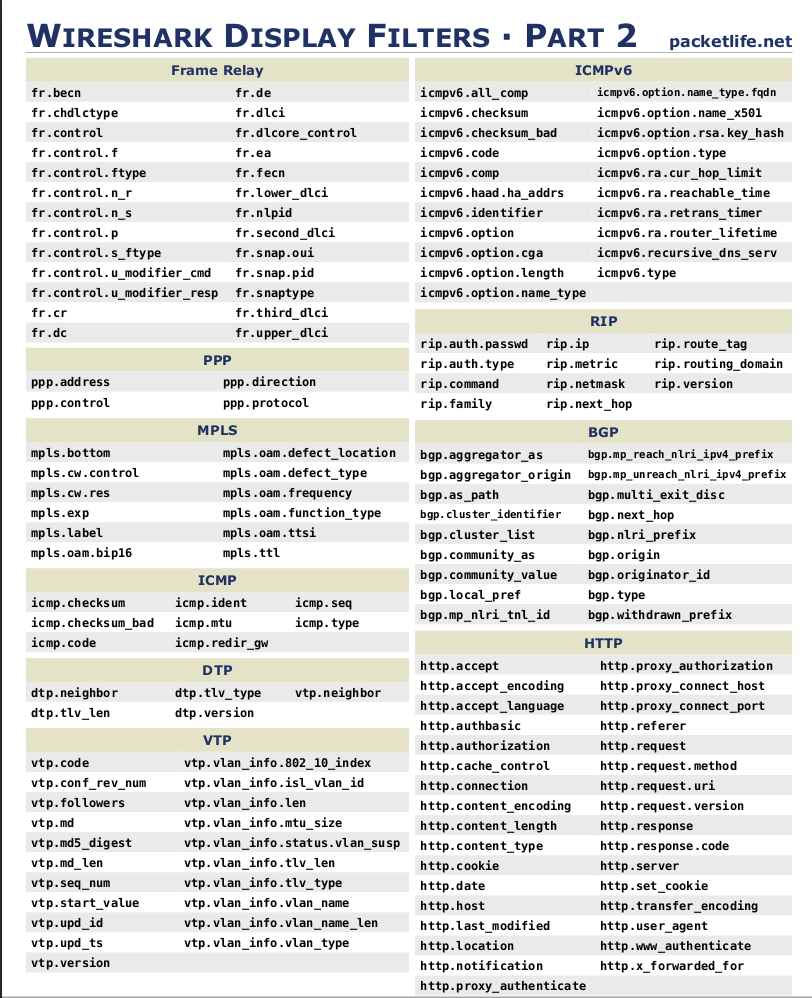 WIRESHARK DISPLAY FILTERS · PART 2 packetlife.net
Frame Relay
fr.becn fr.de
fr.chdlctype fr.dlci
fr.control fr.dlcore_control
fr.control.f fr.ea
fr.control.ftype fr.fecn
fr.control.n_r fr.lower_dlci
fr.control.n_s fr.nlpid
fr.control.p fr.second_dlci
fr.control.s_ftype fr.snap.oui
fr.control.u_modifier_cmd fr.snap.pid
fr.control.u_modifier_resp fr.snaptype
fr.cr fr.third_dlci
fr.dc fr.upper_dlci
PPP
ppp.address ppp.direction
ppp.control ppp.protocol
MPLS
mpls.bottom mpls.oam.defect_location
mpls.cw.control mpls.oam.defect_type
mpls.cw.res mpls.oam.frequency
mpls.exp mpls.oam.function_type
mpls.label mpls.oam.ttsi
mpls.oam.bip16 mpls.ttl
ICMP
icmp.checksum icmp.ident icmp.seq
icmp.checksum_bad icmp.mtu icmp.type
icmp.code icmp.redir_gw
DTP
dtp.neighbor dtp.tlv_type vtp.neighbor
dtp.tlv_len dtp.version
VTP
vtp.code vtp.vlan_info.802_10_index
vtp.conf_rev_num vtp.vlan_info.isl_vlan_id
vtp.followers vtp.vlan_info.len
vtp.md vtp.vlan_info.mtu_size
vtp.md5_digest vtp.vlan_info.status.vlan_susp
vtp.md_len vtp.vlan_info.tlv_len
vtp.seq_num vtp.vlan_info.tlv_type
vtp.start_value vtp.vlan_info.vlan_name
vtp.upd_id vtp.vlan_info.vlan_name_len
vtp.upd_ts vtp.vlan_info.vlan_type
vtp.version
ICMPv6
icmpv6.all_comp icmpv6.option.name_type.fqdn
icmpv6.checksum icmpv6.option.name_x501
icmpv6.checksum_bad icmpv6.option.rsa.key_hash
icmpv6.code icmpv6.option.type
icmpv6.comp icmpv6.ra.cur_hop_limit
icmpv6.haad.ha_addrs icmpv6.ra.reachable_time
icmpv6.identifier icmpv6.ra.retrans_timer
icmpv6.option icmpv6.ra.router_lifetime
icmpv6.option.cga icmpv6.recursive_dns_serv
icmpv6.option.length icmpv6.type
icmpv6.option.name_type
RIP
rip.auth.passwd rip.ip rip.route_tag
rip.auth.type rip.metric rip.routing_domain
rip.command rip.netmask rip.version
rip.family rip.next_hop
BGP
bgp.aggregator_as bgp.mp_reach_nlri_ipv4_prefix
bgp.aggregator_origin bgp.mp_unreach_nlri_ipv4_prefix
bgp.as_path bgp.multi_exit_disc
bgp.cluster_identifier bgp.next_hop
bgp.cluster_list bgp.nlri_prefix
bgp.community_as bgp.origin
bgp.community_value bgp.originator_id
bgp.local_pref bgp.type
bgp.mp_nlri_tnl_id bgp.withdrawn_prefix
HTTP
http.accept http.proxy_authorization
http.accept_encoding http.proxy_connect_host
http.accept_language http.proxy_connect_port
http.authbasic http.referer
http.authorization http.request
http.cache_control http.request.method
http.connection http.request.uri
http.content_encoding http.request.version
http.content_length http.response
http.content_type http.response.code
http.cookie http.server
http.date http.set_cookie
http.host http.transfer_encoding
http.last_modified http.user_agent
http.location http.www_authenticate
http.notification http.x_forwarded_for
http.proxy_authenticate